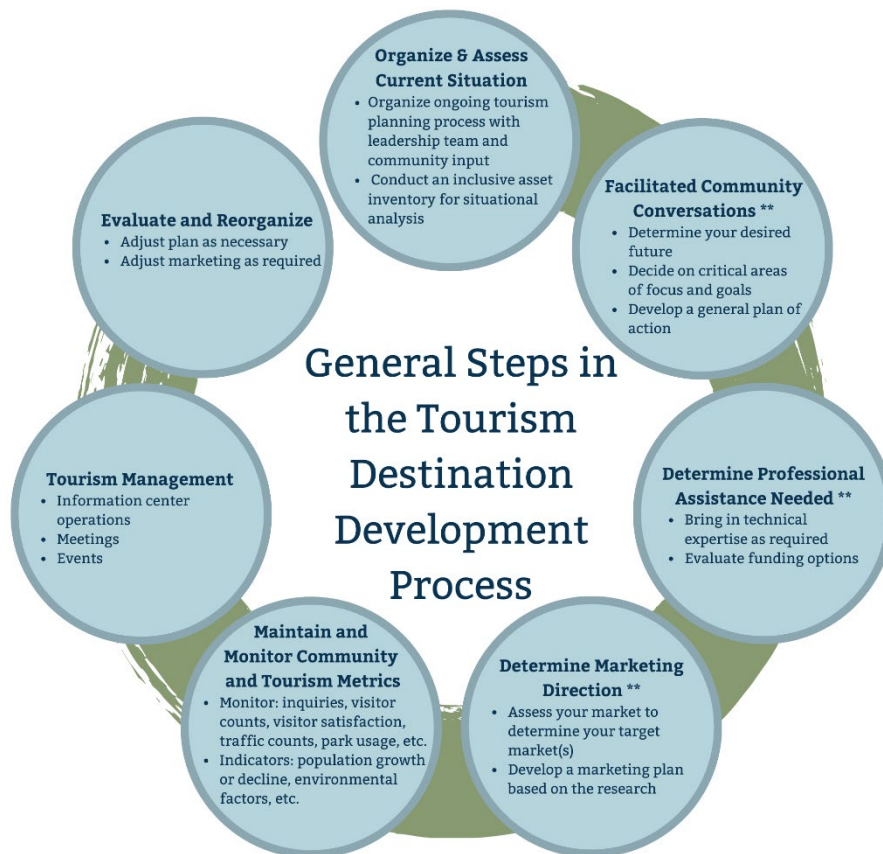 General Steps in
the Tourism
Destination
Development
Process
Organize & Assess
Current Situation
• Organize ongoing tourism
planning process with
leadership team and
community input
• Conduct an inclusive asset
inventory for situational
analysis
Facilitated Community
Conversations **
• Determine your desired
future
• Decide on critical areas
of focus and goals
• Develop a general plan of
action
Determine Professional
Assistance Needed **
• Bring in technical
expertise as required
• Evaluate funding options
Determine Marketing
Direction **
• Assess your market to
determine your target
market(s)
• Develop a marketing plan
based on the research
Maintain and
Monitor Community
and Tourism Metrics
• Monitor: inquiries, visitor
counts, visitor satisfaction,
traffic counts, park usage, etc.
• Indicators: population growth
or decline, environmental
factors, etc.
Tourism Management
• Information center
operations
• Meetings
• Events
Evaluate and Reorganize
• Adjust plan as necessary
• Adjust marketing as required